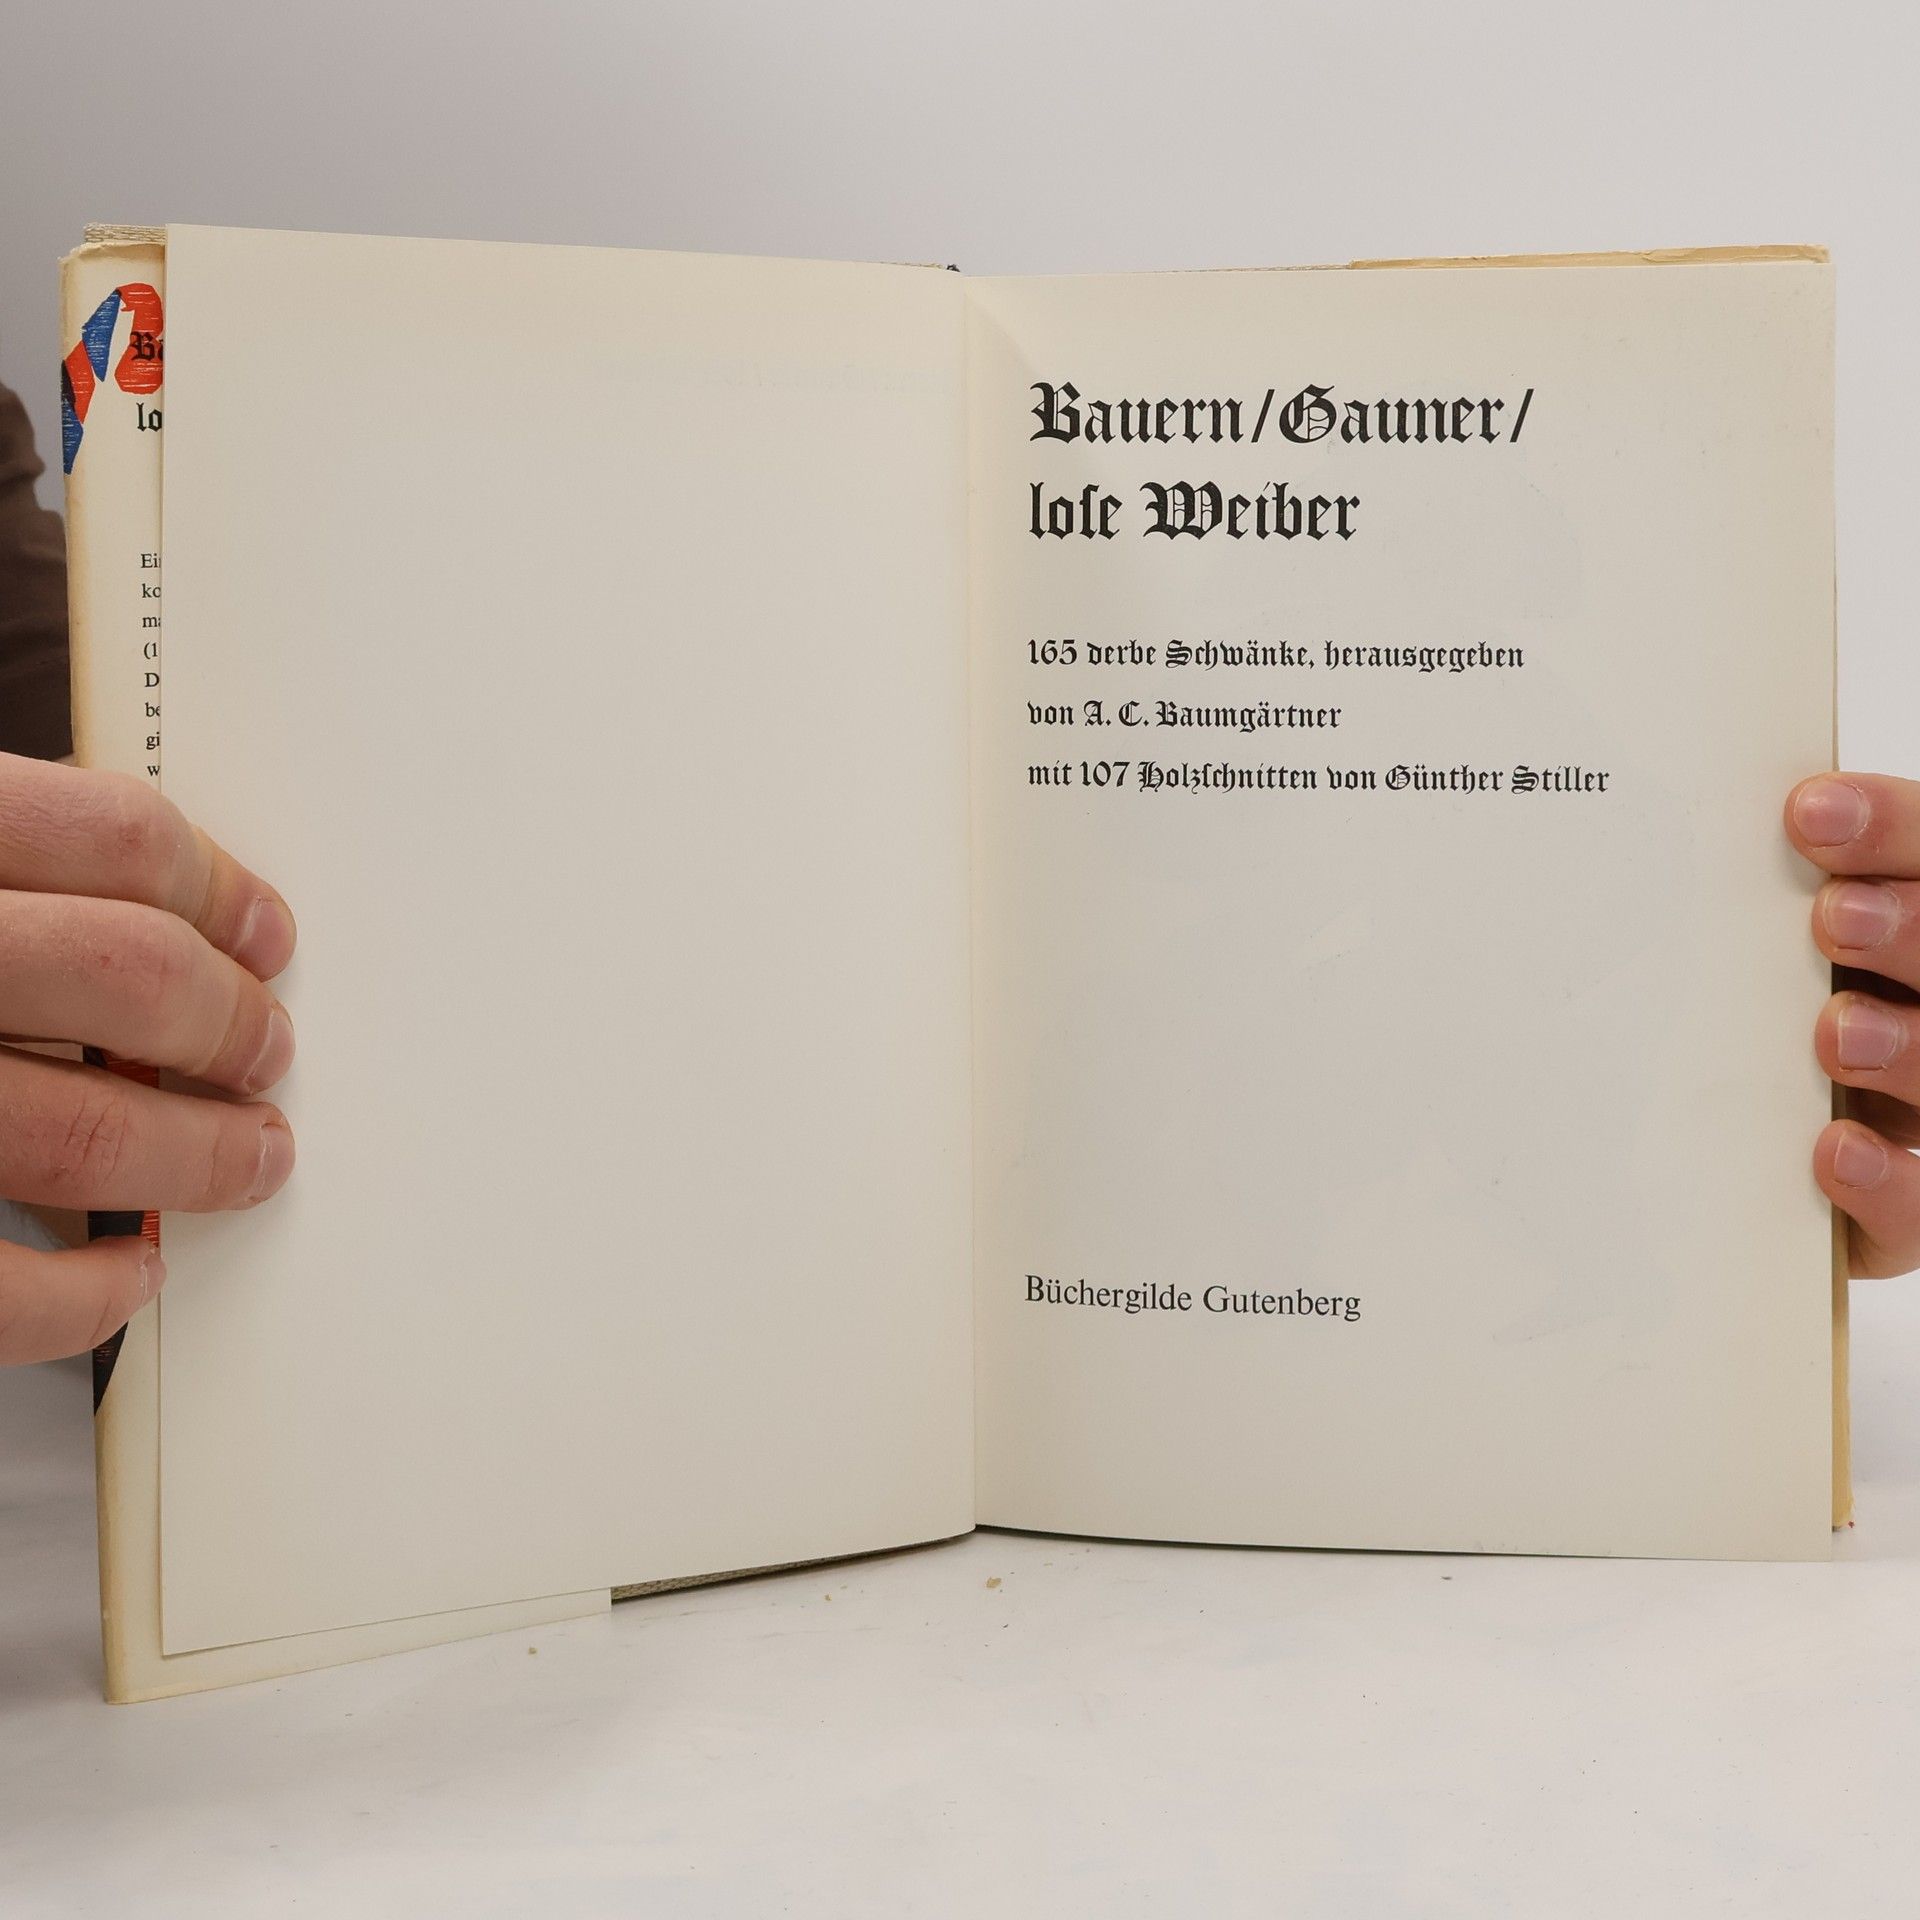 Bauern/Gauner/
loſe Weiber
165 derbe Schwänke, herausgegeben
von A. C. Baumgärtner
mit 107 Holzſchnitten von Günther Stiller
Büchergilde Gutenberg